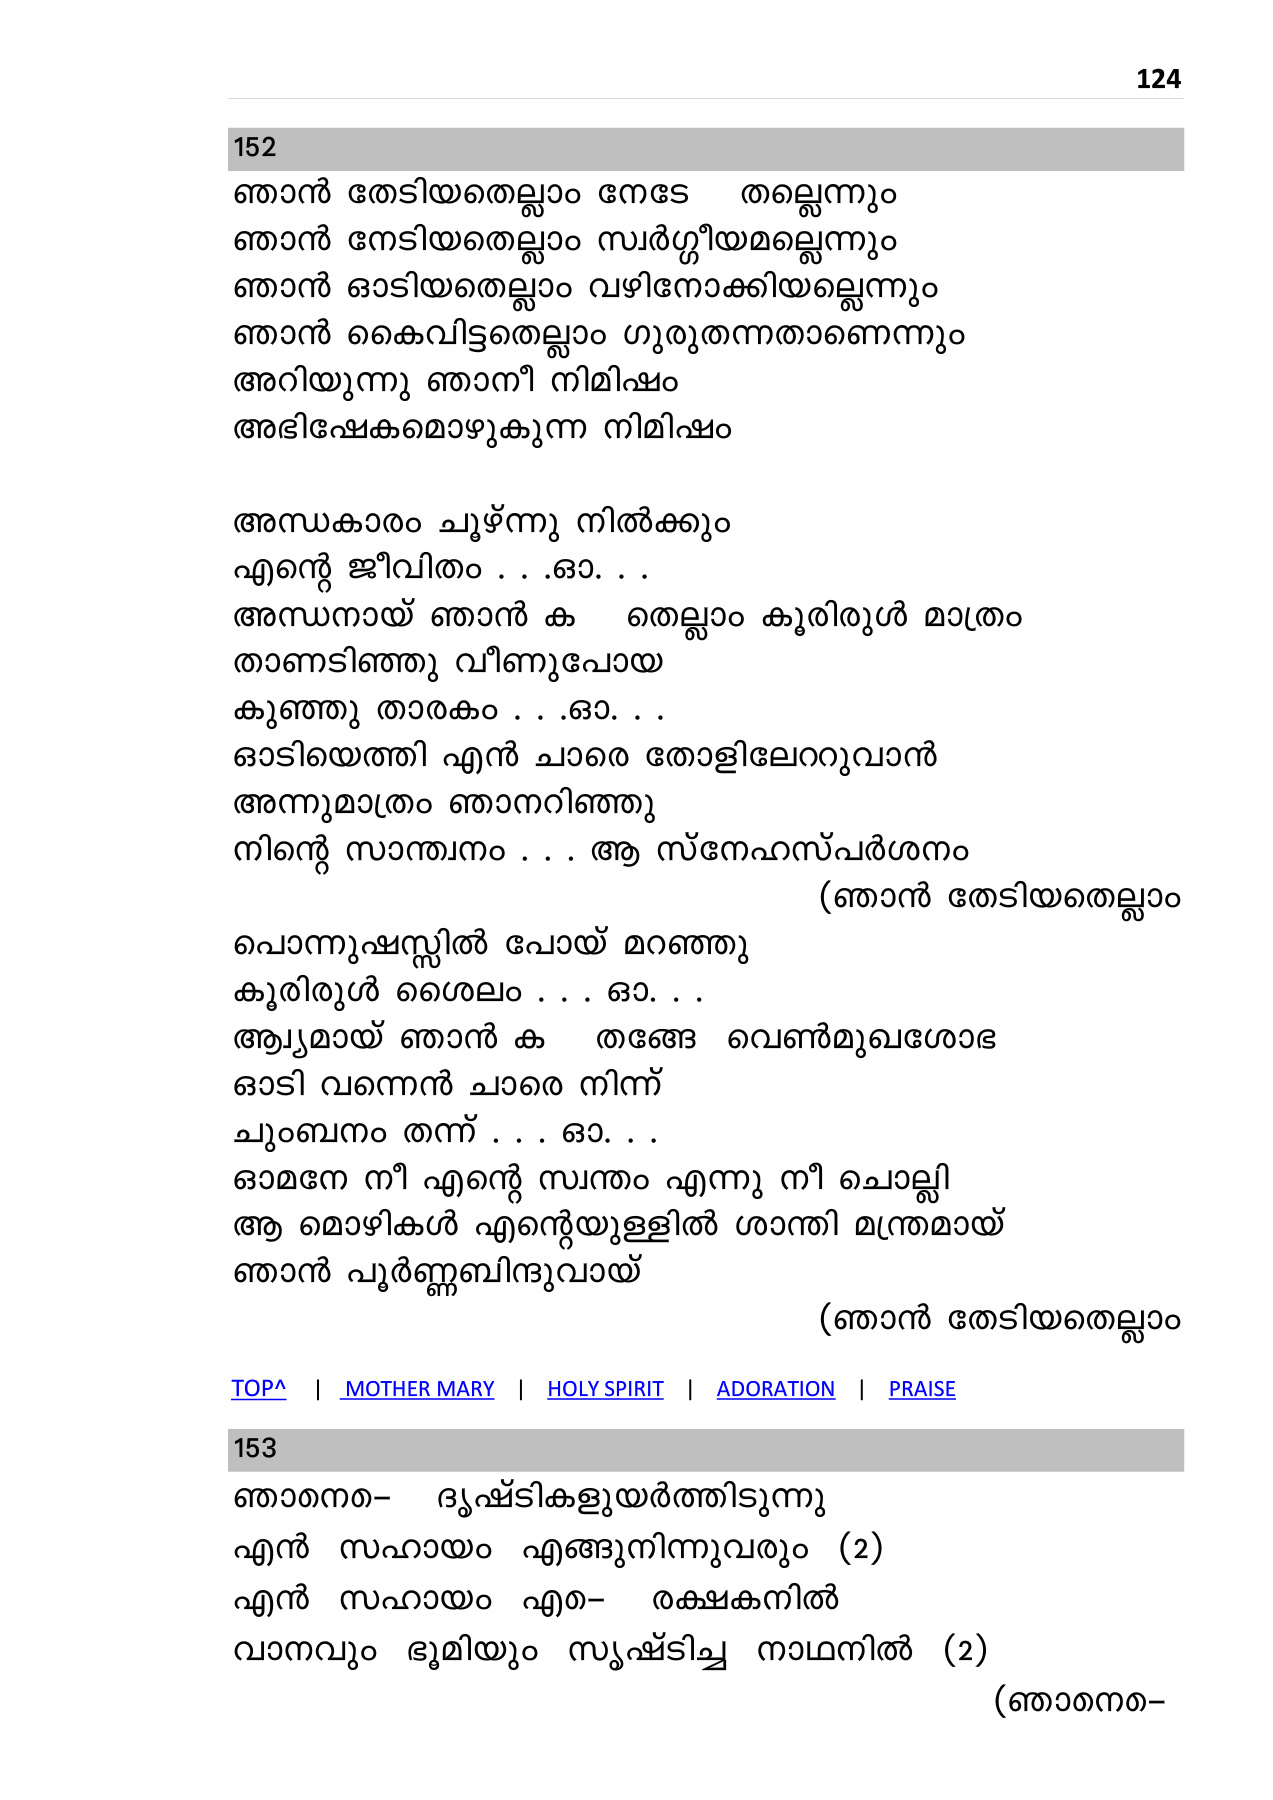 124
152
ഞാൻ തേടിയതെല്ലാം നേടേ തല്ലെന്നും
ഞാൻ നേടിയതെല്ലാം സ്വർഗ്ഗീയമല്ലെന്നും
ഞാൻ ഓടിയതെല്ലാം വഴിനോക്കിയല്ലെന്നും
ഞാൻ കൈവിട്ടതെല്ലാം ഗുരുതന്നതാണെന്നും
അറിയുന്നു ഞാനീ നിമിഷം
അഭിഷേകമൊഴുകുന്ന നിമിഷം
അന്ധകാരം ചൂഴ്ന്നു നിൽക്കും
എന്റെ ജീവിതം . . .ഓ. . .
അന്ധനായ് ഞാൻ ക തെല്ലാം കൂരിരുൾ മാത്രം
താണടിഞ്ഞു വീണുപോയ
കുഞ്ഞു താരകം . . .ഓ. . .
ഓടിയെത്തി എൻ ചാരെ തോളിലേററുവാൻ
അന്നുമാത്രം ഞാനറിഞ്ഞു
നിന്റെ സാന്ത്വനം . . . ആ സ്നേഹസ്പർശനം
(ഞാൻ തേടിയതെല്ലാം
പൊന്നുഷസ്സിൽ പോയ് മറഞ്ഞു
കൂരിരുൾ ശൈലം . . . ഓ. . .
ആദ്യമായ് ഞാൻ ക തങ്ങേ വെൺമുഖശോഭ
ഓടി വന്നെൻ ചാരെ നിന്ന്
ചുംബനം തന്ന് . . . ഓ. . .
ഓമനേ നീ എന്റെ സ്വന്തം എന്നു നീ ചൊല്ലി
ആ മൊഴികൾ എന്റെയുള്ളിൽ ശാന്തി മന്ത്രമായ്
ഞാൻ പൂർണ്ണബിന്ദുവായ്
(ഞാൻ തേടിയതെല്ലാം
TOP^ | MOTHER MARY | HOLY SPIRIT | ADORATION | PRAISE
153
ഞാനെെ– ദൃഷ്ടികളുയർത്തിടുന്നു
എൻ സഹായം എങ്ങുനിന്നുവരും (2)
എൻ സഹായം എെ– രക്ഷകനിൽ
വാനവും ഭൂമിയും സൃഷ്ടിച്ച നാഥനിൽ (2)
(ഞാനെെ–